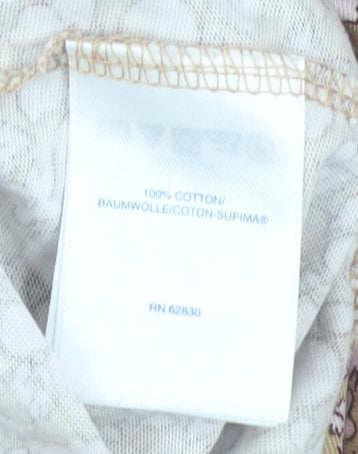 100% COTTON/
BAUMWOLLE/COTON-SUPIMA®
RN 62830